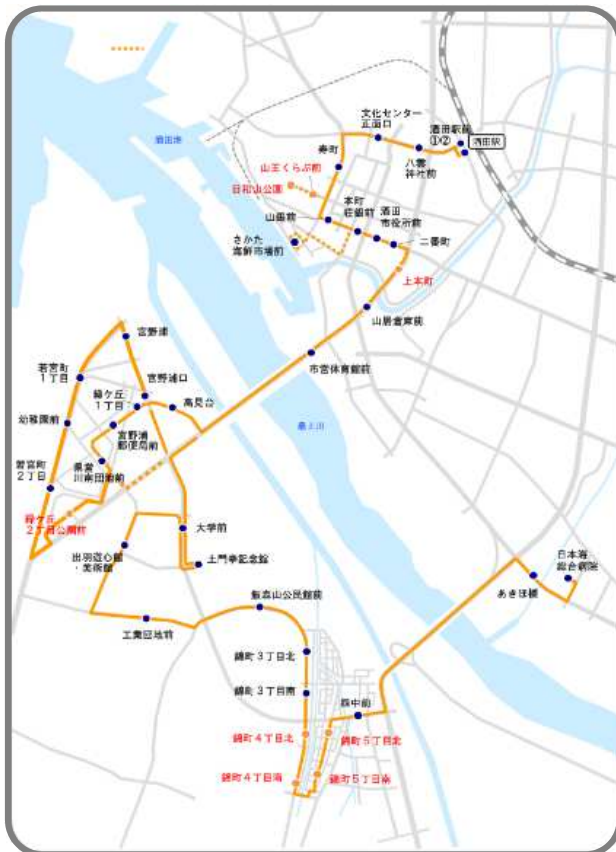 文化センター
正面口
酒田駅前
①②
酒田駅
寿町
八雲
神社前
山王くらぶ前
日和山公園
酒田港
本町
荘銀前
酒田
市役所前
山銀前
二番町
さかた
海鮮市場前
上本町
山居倉庫前
市営体育館前
宮野浦
若宮町
1丁目
宮野浦口
緑ケ丘
1丁目
高見台
幼稚園前
宮野浦
郵便局前
最上川
若宮町
2丁目
県営
川南団地前
緑ケ丘
2丁目公園前
大学前
出羽遊心館
・美術館
土門拳記念館
日本海
総合病院
あきほ橋
飯森山公民館前
工業団地前
錦町3丁目北
錦町3丁目南
四中前
錦町4丁目北
錦町5丁目北
錦町4丁目南
錦町5丁目南